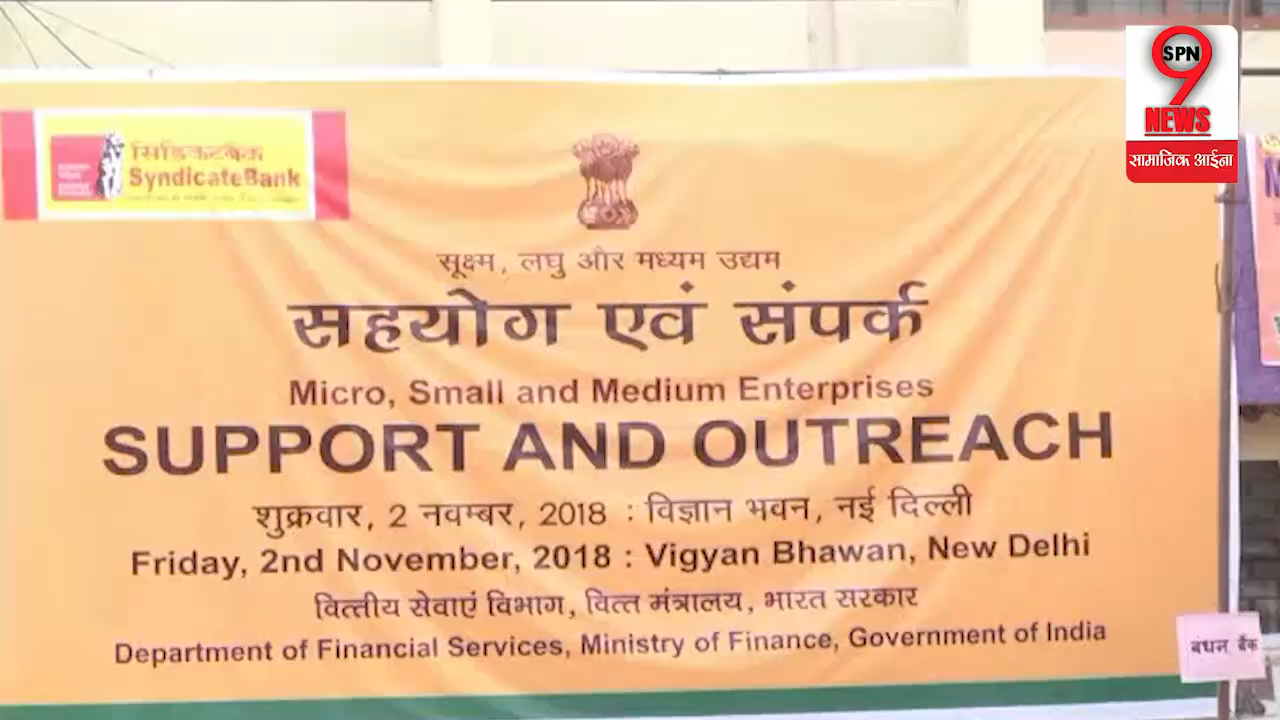 SPN
9
NEWS
सामाजिक आईना
सिंडिकेटबैंक
SyndicateBank
सूक्ष्म, लघु और मध्यम उद्यम
सहयोग एवं संपर्क
Micro, Small and Medium Enterprises
SUPPORT AND OUTREACH
शुक्रवार, 2 नवम्बर, 2018 : विज्ञान भवन, नई दिल्ली
Friday, 2nd November, 2018 : Vigyan Bhawan, New Delhi
वित्तीय सेवाएं विभाग, वित्त मंत्रालय, भारत सरकार
Department of Financial Services, Ministry of Finance, Government of India
बधन बैंक